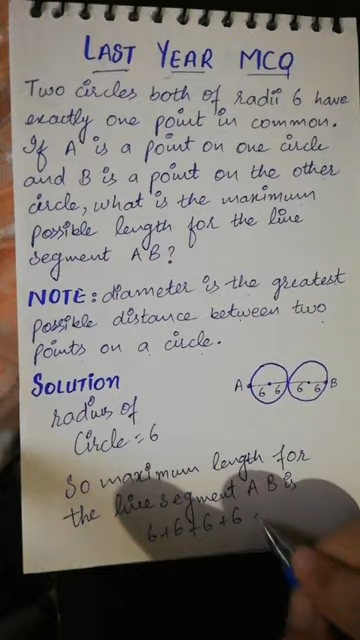 LAST YEAR MCQ
Two circles both of radii 6 have
exactly one point in common.
If A is a point on one circle
and B is a point on the other
circle, what is the maximum
possible length for the line
segment AB?
NOTE: diameter is the greatest
possible distance between two
points on a circle.
SOLUTION
A 6 6 6 6 B
radius of
Circle = 6
So maximum length for
the line segment A B is
6+6+6+6